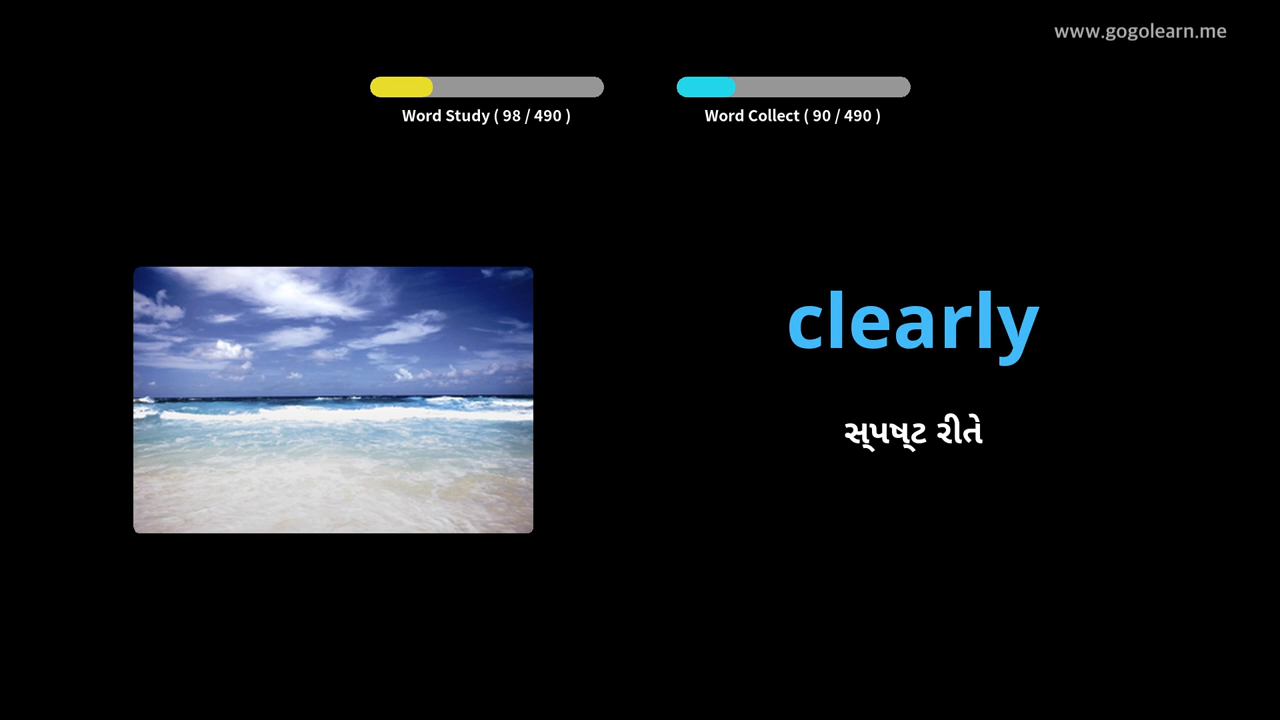 www.gogolearn.me
Word Study ( 98 / 490 )
Word Collect ( 90 / 490 )
clearly
સ્પષ્ટ રીતે